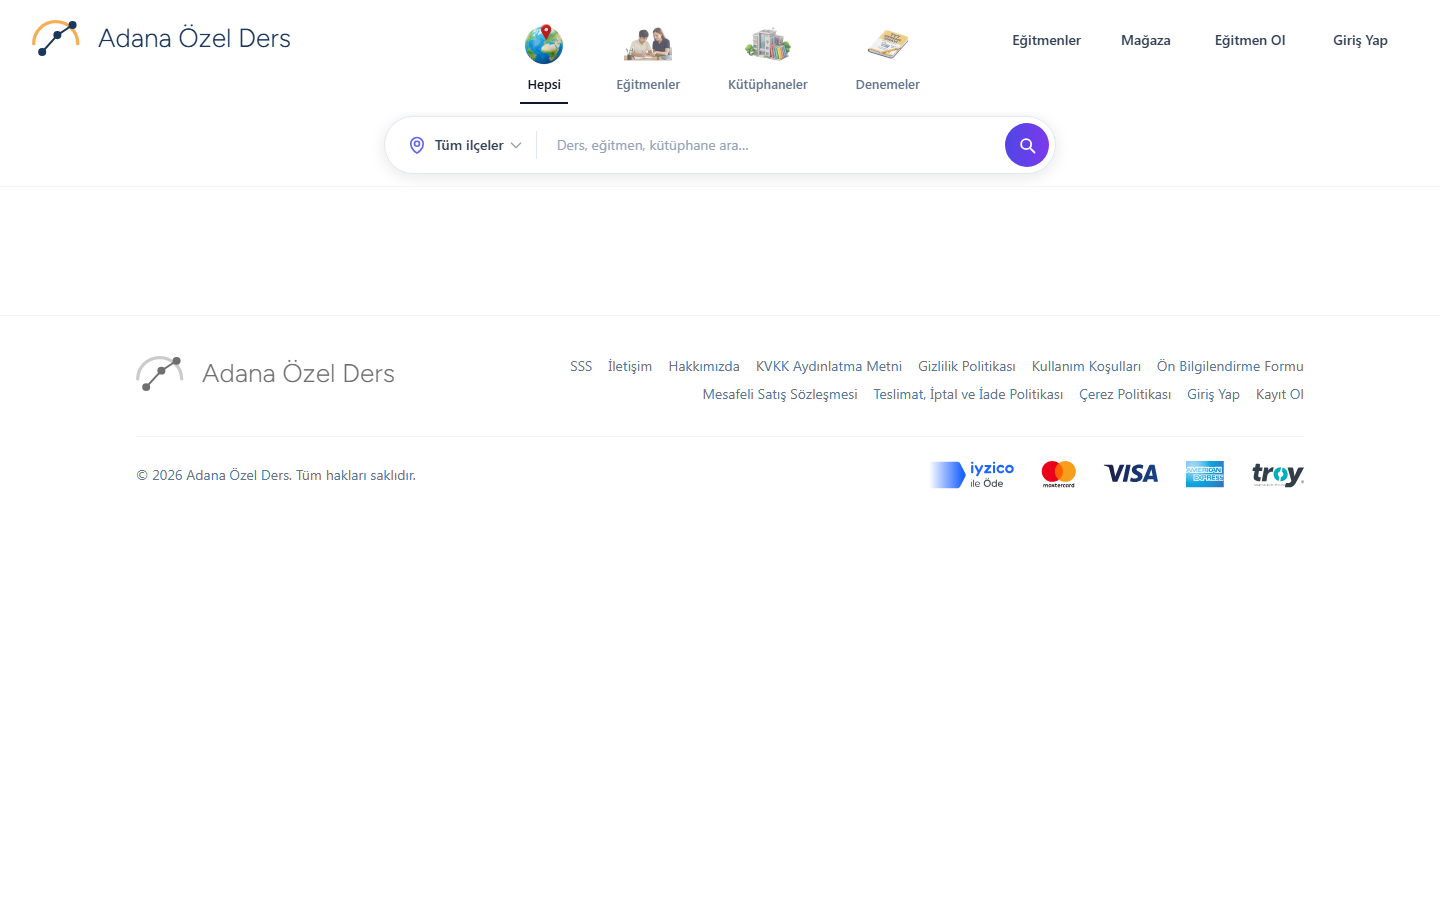 Adana Özel Ders
Hepsi
Eğitmenler
Kütüphaneler
Denemeler
Eğitmenler
Mağaza
Eğitmen Ol
Giriş Yap
Tüm ilçeler
Ders, eğitmen, kütüphane ara...
Adana Özel Ders
SSS İletişim Hakkımızda KVKK Aydınlatma Metni Gizlilik Politikası Kullanım Koşulları Ön Bilgilendirme Formu
Mesafeli Satış Sözleşmesi Teslimat, İptal ve İade Politikası Çerez Politikası Giriş Yap Kayıt Ol
© 2026 Adana Özel Ders. Tüm hakları saklıdır.
iyzico
ile Öde
mastercard
VISA
AMERICAN
EXPRESS
troy